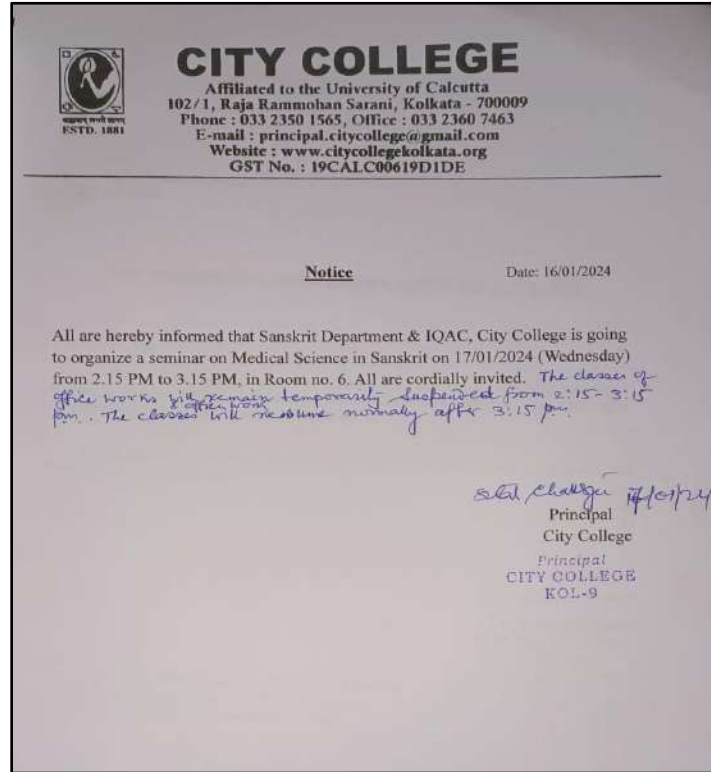 CITY COLLEGE
Affiliated to the University of Calcutta
102/1, Raja Rammohan Sarani, Kolkata - 700009
Phone : 033 2350 1565, Office : 033 2360 7463
E-mail : principal.citycollege@gmail.com
Website : www.citycollegekolkata.org
GST No. : 19CALC00619D1DE
ESTD. 1881
Notice
Date: 16/01/2024
All are hereby informed that Sanskrit Department & IQAC, City College is going
to organize a seminar on Medical Science in Sanskrit on 17/01/2024 (Wednesday)
from 2.15 PM to 3.15 PM, in Room no. 6. All are cordially invited. The classes of
office works will remain temporarily suspended from 2:15- 3:15
& office work
pm. The classes will resume normally after 3:15 pm.
/01/24
Principal
City College
Principal
CITY COLLEGE
KOL-9